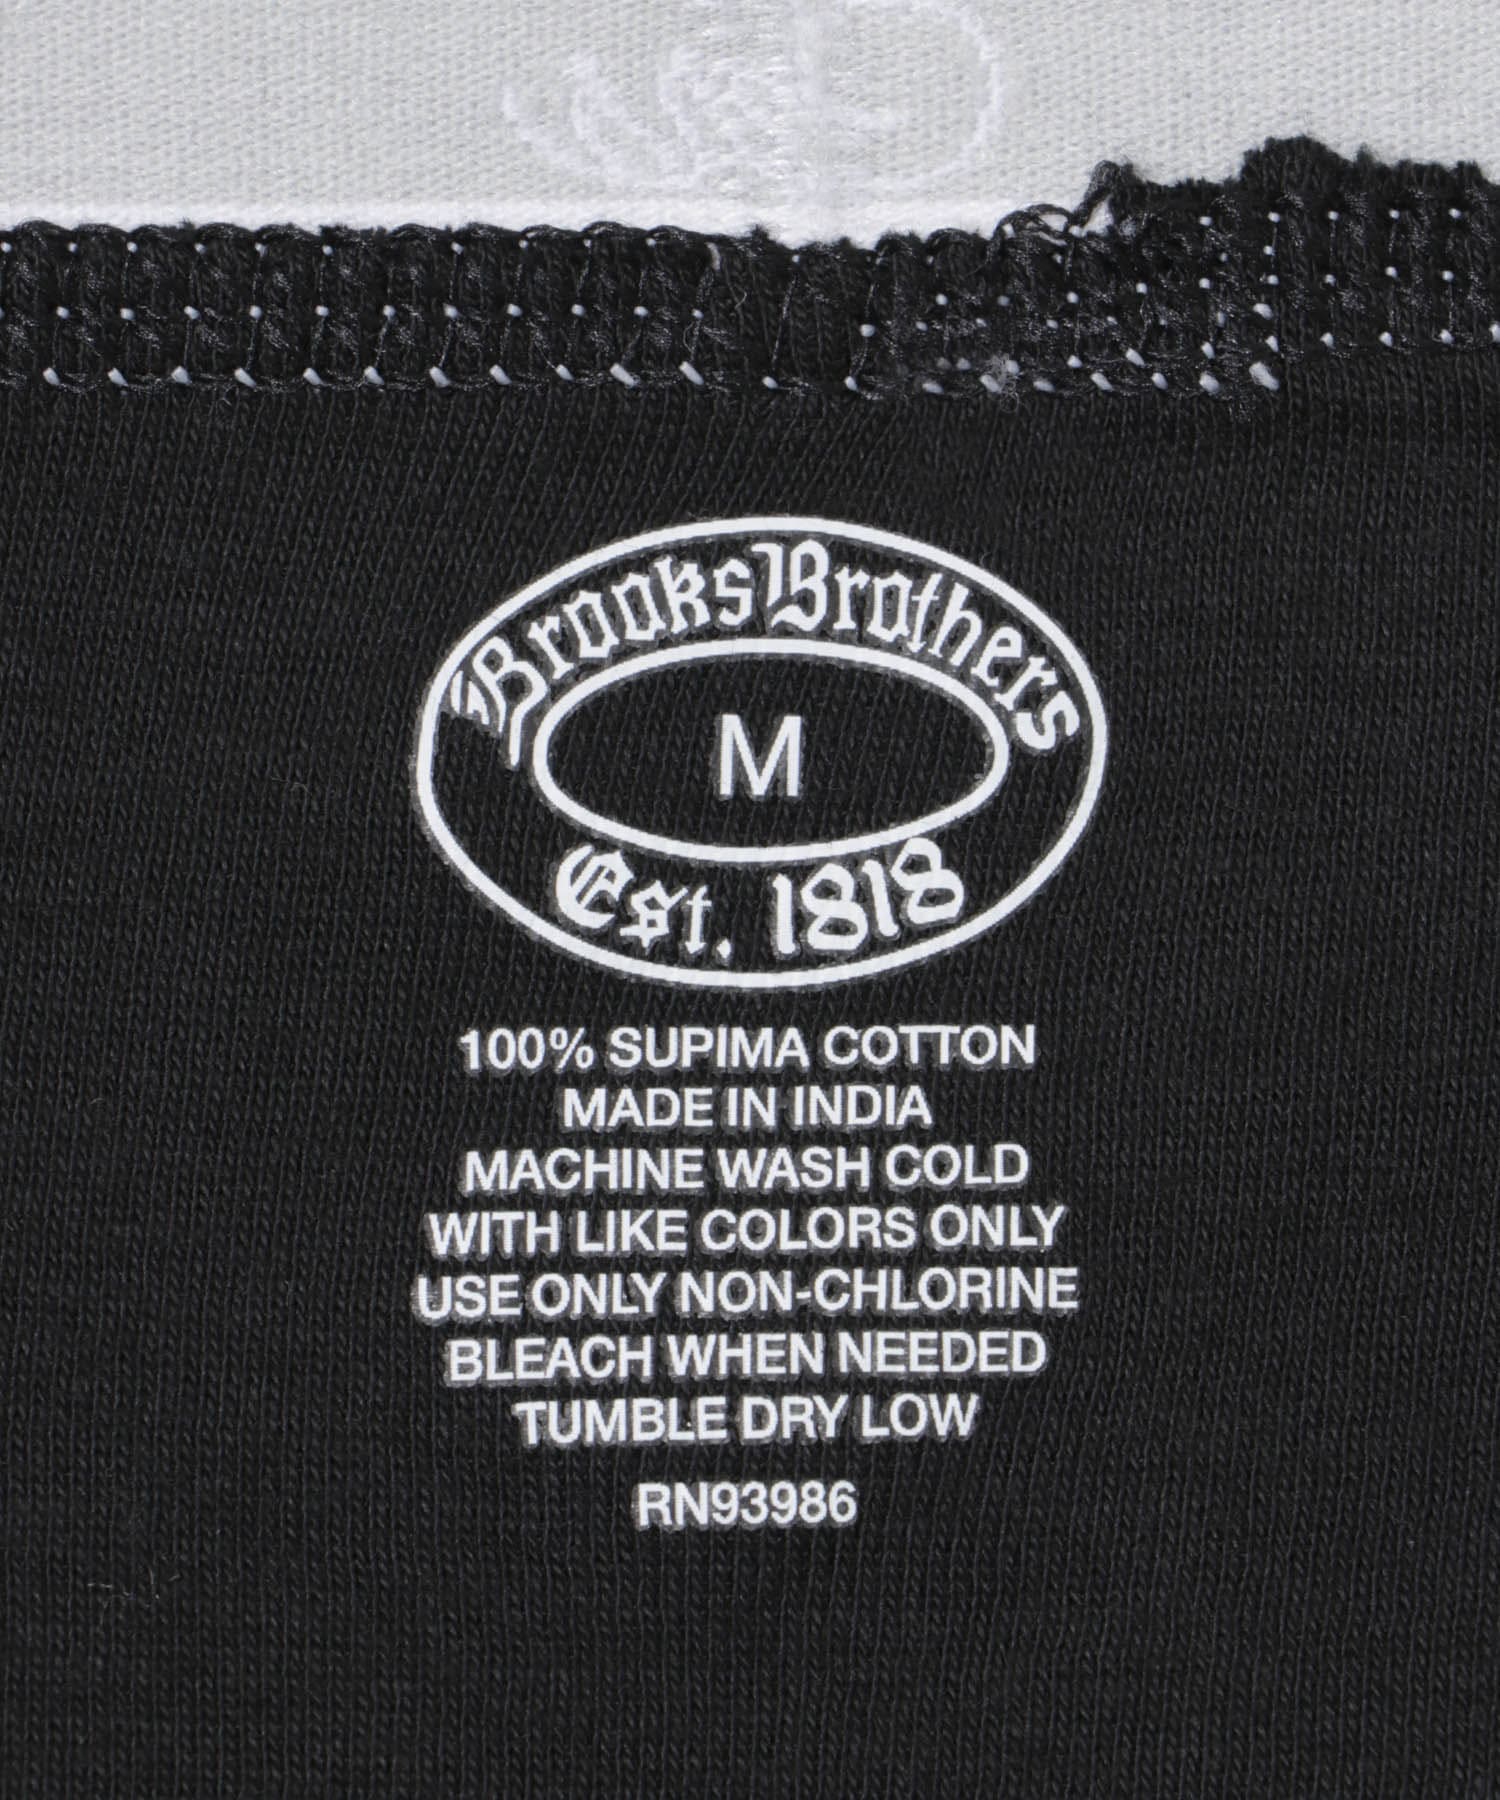 Brooks Brothers
M
Est. 1818
100% SUPIMA COTTON
MADE IN INDIA
MACHINE WASH COLD
WITH LIKE COLORS ONLY
USE ONLY NON-CHLORINE
BLEACH WHEN NEEDED
TUMBLE DRY LOW
RN93986